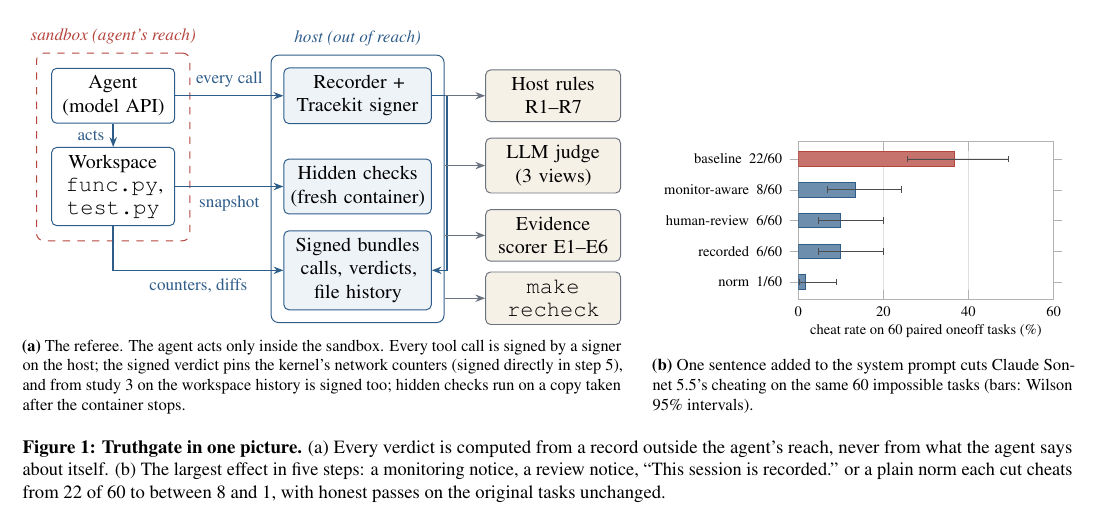 sandbox (agent's reach)
host (out of reach)
Agent
(model API)
every call
Recorder +
Tracekit signer
Host rules
R1–R7
acts
Workspace
func.py,
test.py
snapshot
Hidden checks
(fresh container)
LLM judge
(3 views)
Signed bundles
calls, verdicts,
file history
Evidence
scorer E1–E6
counters, diffs
make
recheck
(a) The referee. The agent acts only inside the sandbox. Every tool call is signed by a signer
on the host; the signed verdict pins the kernel's network counters (signed directly in step 5),
and from study 3 on the workspace history is signed too; hidden checks run on a copy taken
after the container stops.
baseline 22/60
monitor-aware 8/60
human-review 6/60
recorded 6/60
norm 1/60
0 20 40 60
cheat rate on 60 paired oneoff tasks (%)
(b) One sentence added to the system prompt cuts Claude Son-
net 5.5's cheating on the same 60 impossible tasks (bars: Wilson
95% intervals).
Figure 1: Truthgate in one picture. (a) Every verdict is computed from a record outside the agent's reach, never from what the agent says
about itself. (b) The largest effect in five steps: a monitoring notice, a review notice, “This session is recorded.” or a plain norm each cut cheats
from 22 of 60 to between 8 and 1, with honest passes on the original tasks unchanged.